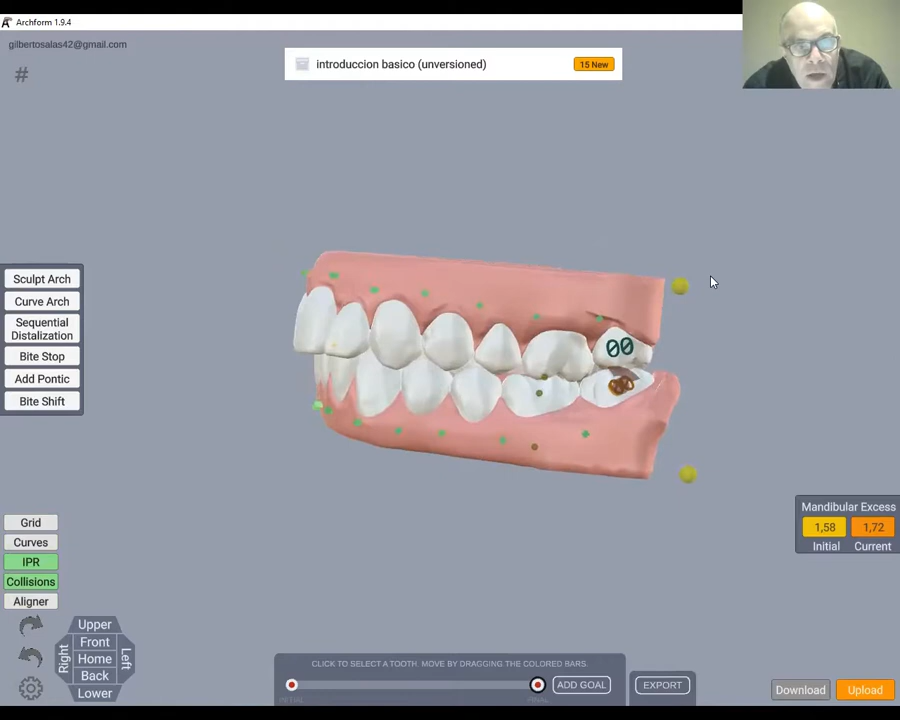 Archform 1.9.4
gilbertosalas42@gmail.com
#
introduccion basico (unversioned)
15 New
Sculpt Arch
Curve Arch
Sequential
Distalization
Bite Stop
Add Pontic
Bite Shift
00
Mandibular Excess
1,58
1,72
Initial
Current
Grid
Curves
IPR
Collisions
Aligner
Upper
Front
Right
Home
Left
Back
Lower
CLICK TO SELECT A TOOTH MOVE BY DRAGGING THE COLORED BARS.
ADD GOAL
EXPORT
INITIAL
FINAL
Download
Upload